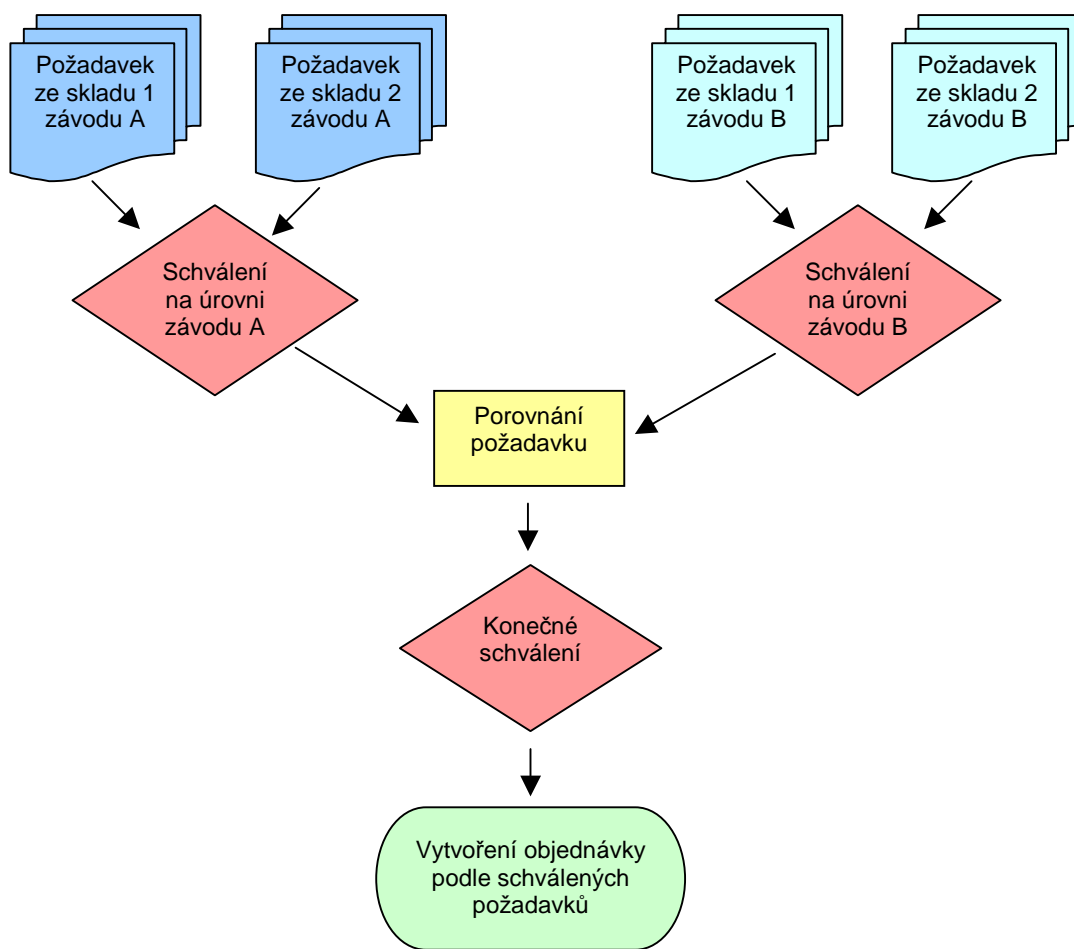 Požadavek
ze skladu 1
závodu A
Požadavek
ze skladu 2
závodu A
Požadavek
ze skladu 1
závodu B
Požadavek
ze skladu 2
závodu B
Schválení
na úrovni
závodu A
Schválení
na úrovni
závodu B
Porovnání
požadavku
Konečné
schválení
Vytvoření objednávky
podle schválených
požadavků